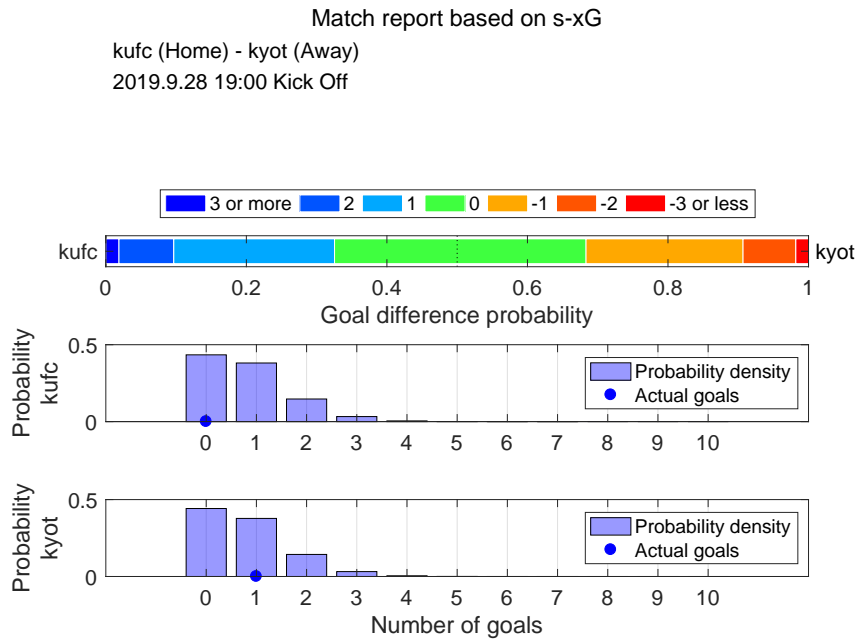 Match report based on s-xG
kufc (Home) - kyot (Away)
2019.9.28 19:00 Kick Off
3 or more 2 1 0 -1 -2 -3 or less
kufc kyot
0 0.2 0.4 0.6 0.8 1
Goal difference probability
Probability
kufc
0.5
0
Probability density
Actual goals
0 1 2 3 4 5 6 7 8 9 10
Probability
kyot
0.5
0
Probability density
Actual goals
0 1 2 3 4 5 6 7 8 9 10
Number of goals